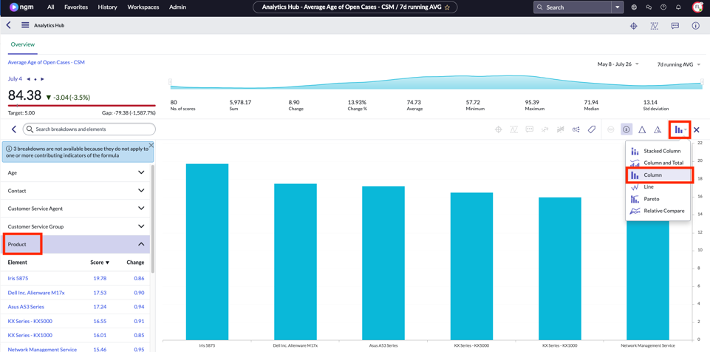 ngm All Favorites History Workspaces Admin Analytics Hub - Average Age of Open Cases - CSM Search
Analytics Hub
Overview
Average Age of Open Cases - CSM
May 8 - July 26 7d running AVG
July 4
84.38 -3.04 (-3.5%)
Target: 5.00 Gap: -79.38 (-1,587.7%)
80 5,978.17 8.90 13.93% 74.73 57.72 95.39 71.94 13.14
No. of scores Sum Change Change % Average Minimum Maximum Median Std deviation
Search breakdowns and elements
3 breakdowns are not available because they do not apply to
one or more contributing indicators of the formula
Age
Contact
Customer Service Agent
Customer Service Group
Product
Element Score Change
Iris 5875 19.78 0.86
Dell Inc. Alienware M17x 17.53 0.90
Asus A53 Series 17.24 0.94
KX Series - KX5000 16.55 0.91
KX Series - KX1000 16.01 0.85
Network Management Service 15.46 0.95
Stacked Column
Column and Total
Column
Line
Pareto
Relative Compare
22
20
18
16
14
12
10
8
6
4
2
0
Iris 5875 Dell Inc. Alienware M17x Asus A53 Series KX Series - KX5000 KX Series - KX1000 Network Management Service